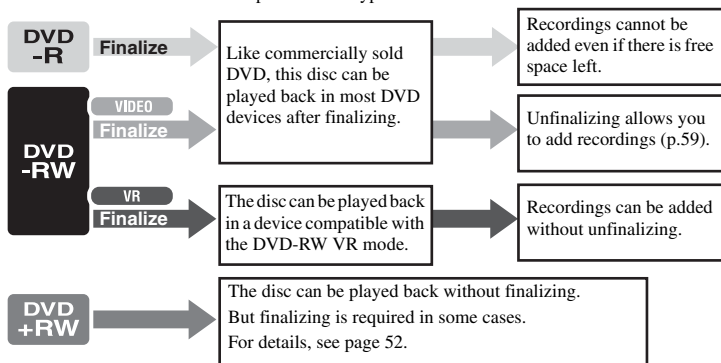 DVD
-R
Finalize
Like commercially sold
DVD, this disc can be
played back in most DVD
devices after finalizing.
Recordings cannot be
added even if there is free
space left.
DVD
-RW
VIDEO
Finalize
Unfinalizing allows you
to add recordings (p.59).
VR
Finalize
The disc can be played back
in a device compatible with
the DVD-RW VR mode.
Recordings can be added
without unfinalizing.
DVD
+RW
The disc can be played back without finalizing.
But finalizing is required in some cases.
For details, see page 52.